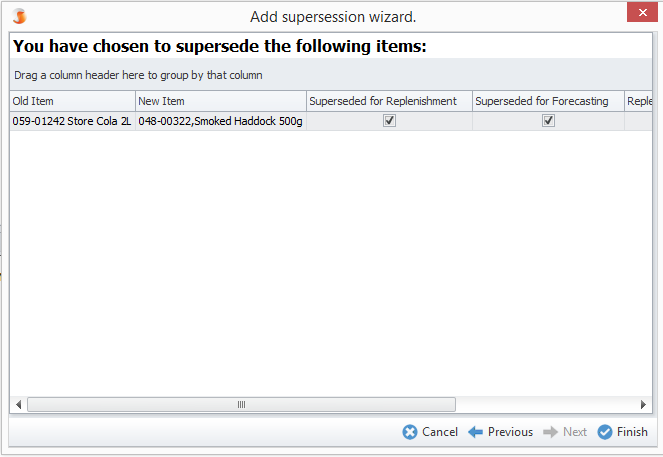 Add supersession wizard.
You have chosen to supersede the following items:
Drag a column header here to group by that column
Old Item New Item Superseded for Replenishment Superseded for Forecasting Reple
059-01242 Store Cola 2L 048-00322,Smoked Haddock 500g
Cancel Previous Next Finish